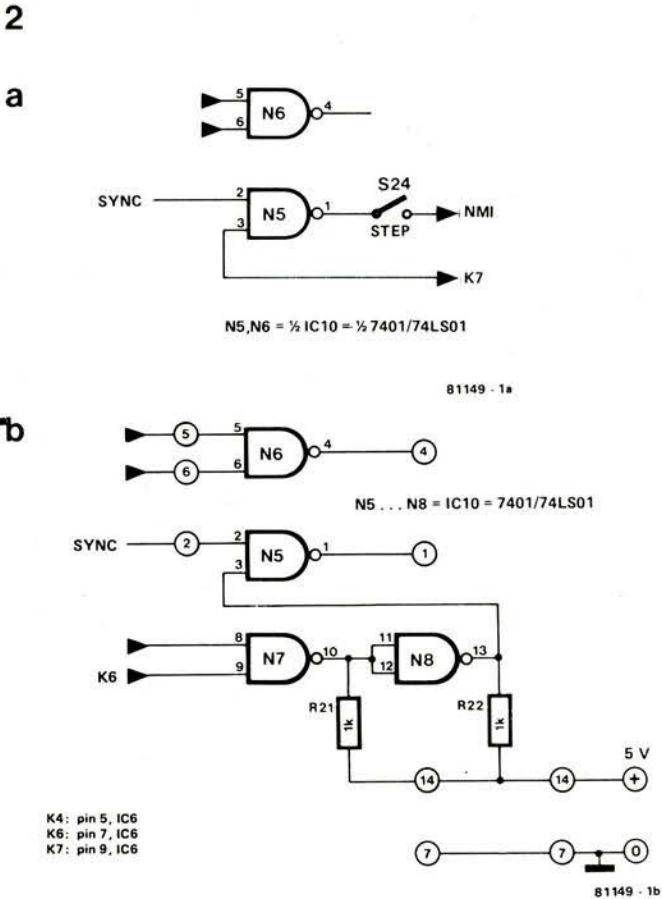 2
a
5
N6
4
6
S24
SYNC
2
N5
1
NMI
3
STEP
K7
N5,N6 = ½ IC10 = ½ 7401/74LS01
81149 - 1a
b
5
5
N6
4
4
6
6
N5 . . . N8 = IC10 = 7401/74LS01
SYNC
2
2
N5
1
1
3
8
N7
10
11
N8
13
K6
9
12
R21
1k
R22
1k
5 V
14
14
+
K4: pin 5, IC6
K6: pin 7, IC6
K7: pin 9, IC6
7
7
0
81149 - 1b